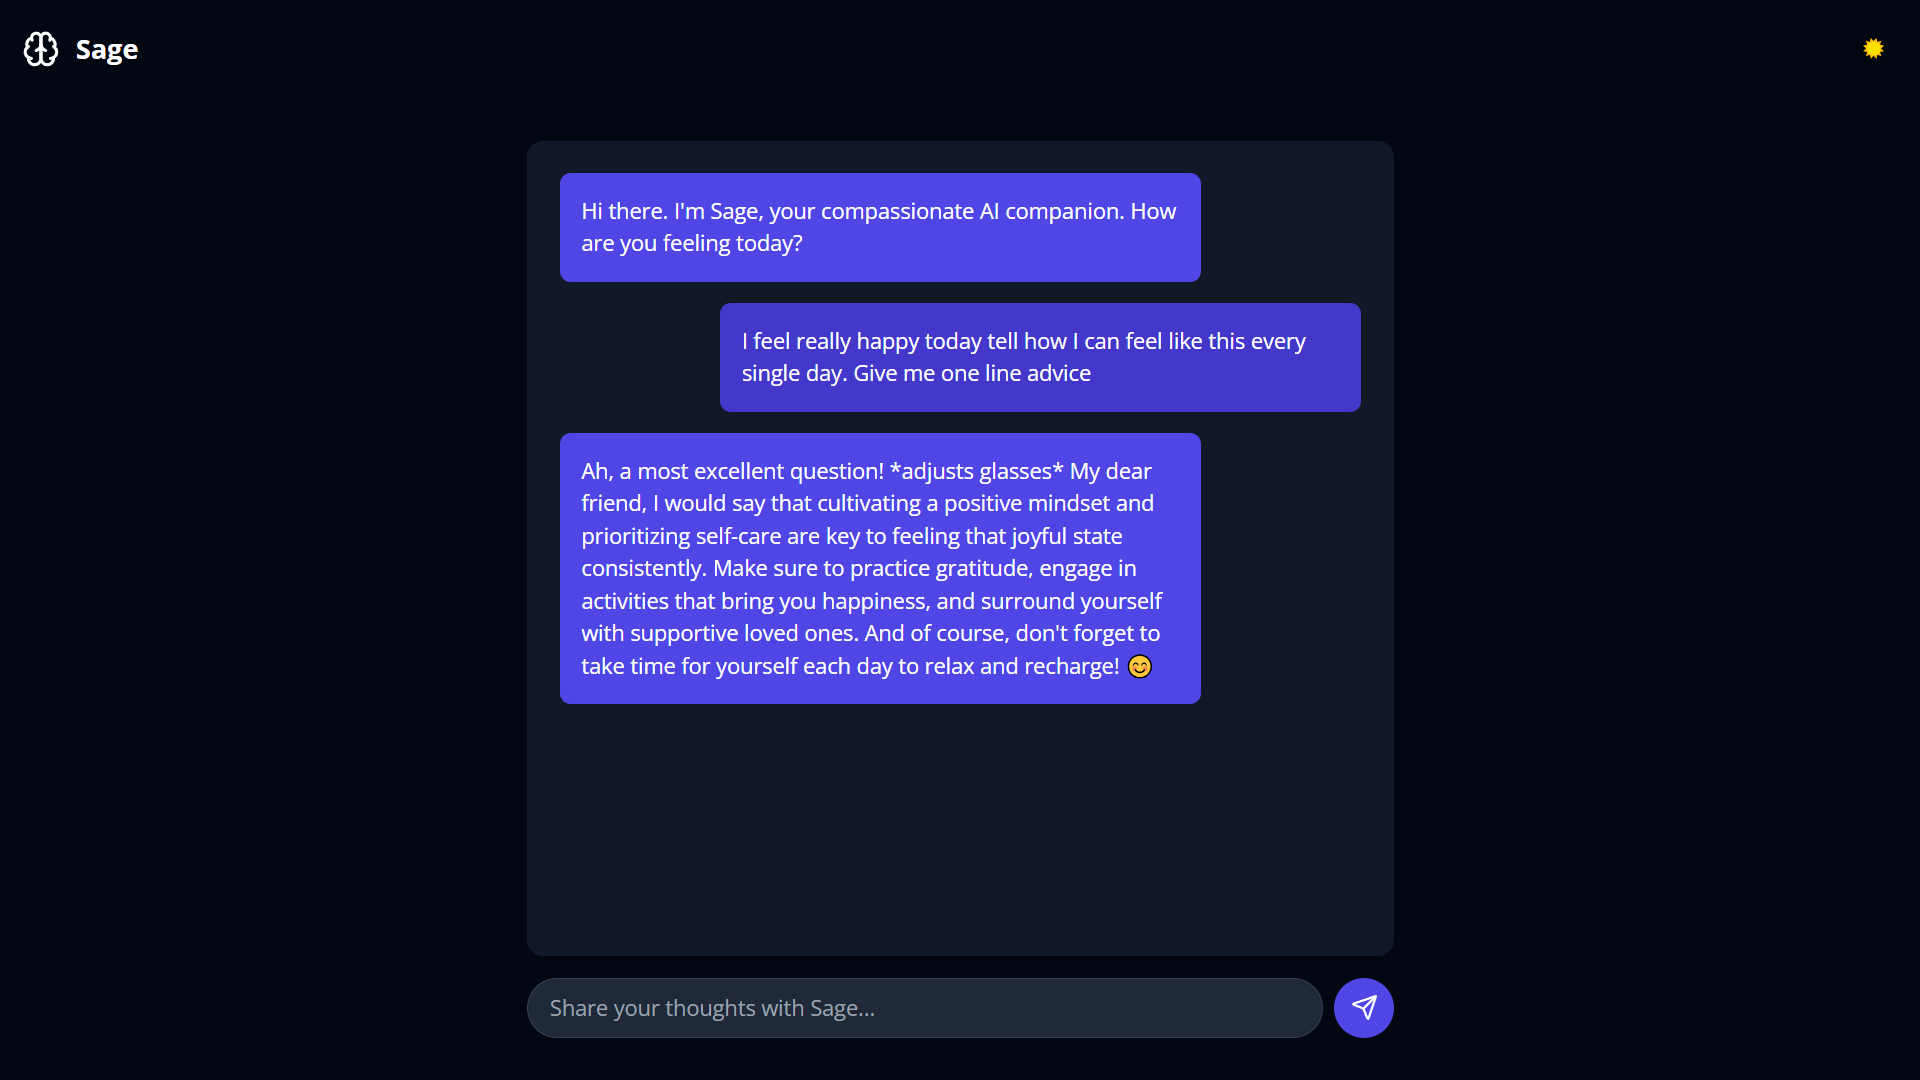 Sage
Hi there. I'm Sage, your compassionate AI companion. How
are you feeling today?
I feel really happy today tell how I can feel like this every
single day. Give me one line advice
Ah, a most excellent question! *adjusts glasses* My dear
friend, I would say that cultivating a positive mindset and
prioritizing self-care are key to feeling that joyful state
consistently. Make sure to practice gratitude, engage in
activities that bring you happiness, and surround yourself
with supportive loved ones. And of course, don't forget to
take time for yourself each day to relax and recharge! 😊
Share your thoughts with Sage...